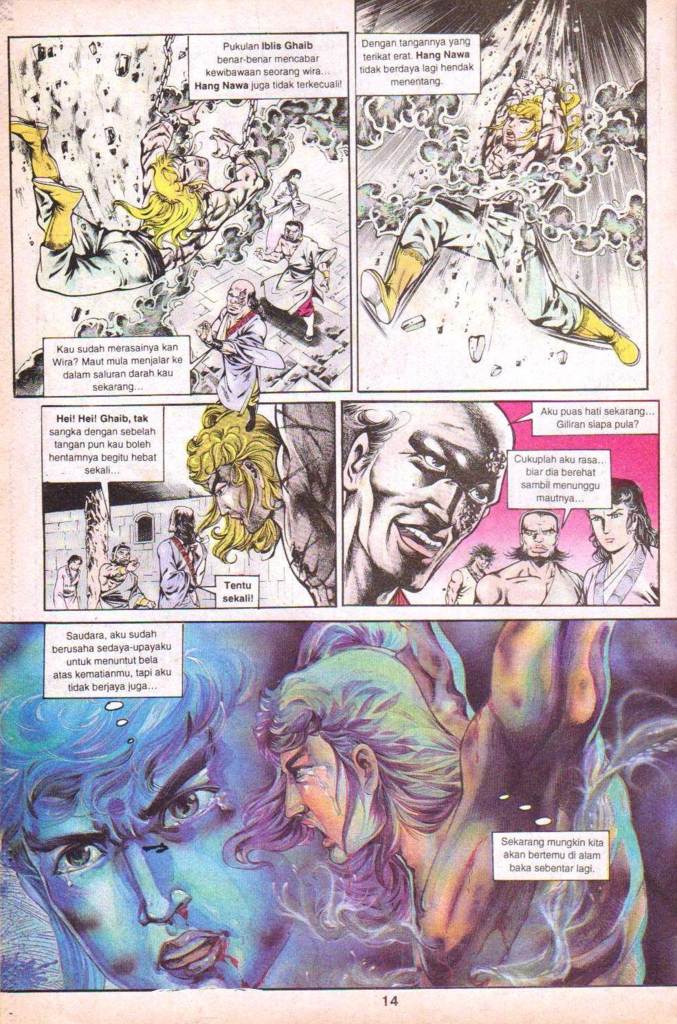 Pukulan Iblis Ghaib
benar-benar mencabar
kewibawaan seorang wira...
Hang Nawa juga tidak terkecuali!
Dengan tangannya yang
terikat erat. Hang Nawa
tidak berdaya lagi hendak
menentang.
Kau sudah merasainya kan
Wira? Maut mula menjalar ke
dalam saluran darah kau
sekarang...
Hei! Hei! Ghaib, tak
sangka dengan sebelah
tangan pun kau boleh
hentamnya begitu hebat
sekali...
Tentu
sekali!
Aku puas hati sekarang...
Giliran siapa pula?
Cukuplah aku rasa...
biar dia berehat
sambil menunggu
mautnya...
Saudara, aku sudah
berusaha sedaya-upayaku
untuk menuntut bela
atas kematianmu, tapi aku
tidak berjaya juga...
Sekarang mungkin kita
akan bertemu di alam
baka sebentar lagi.
14